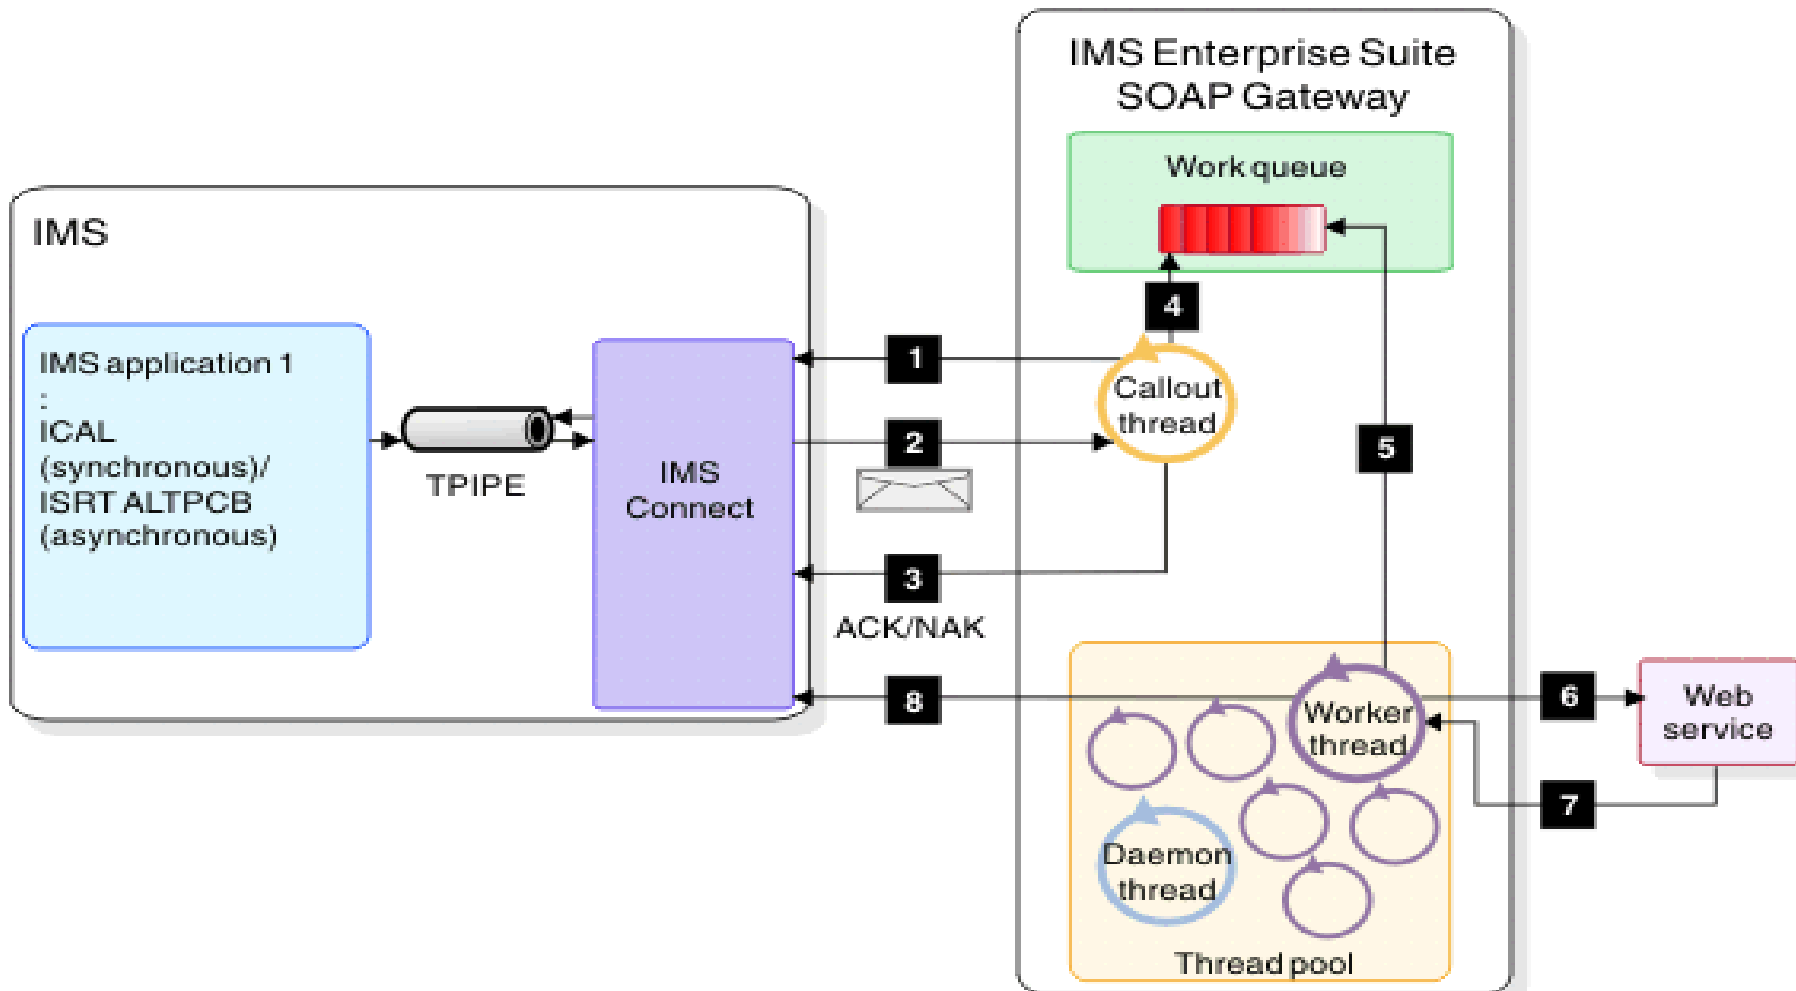 IMS Enterprise Suite
SOAP Gateway
Work queue
IMS
4
IMS application 1
:
ICAL
(synchronous)/
ISRT ALTPCB
(asynchronous)
TPIPE
IMS
Connect
1
2
3
ACK/NAK
8
Callout
thread
5
Worker
thread
Daemon
thread
Thread pool
6
7
Web
service